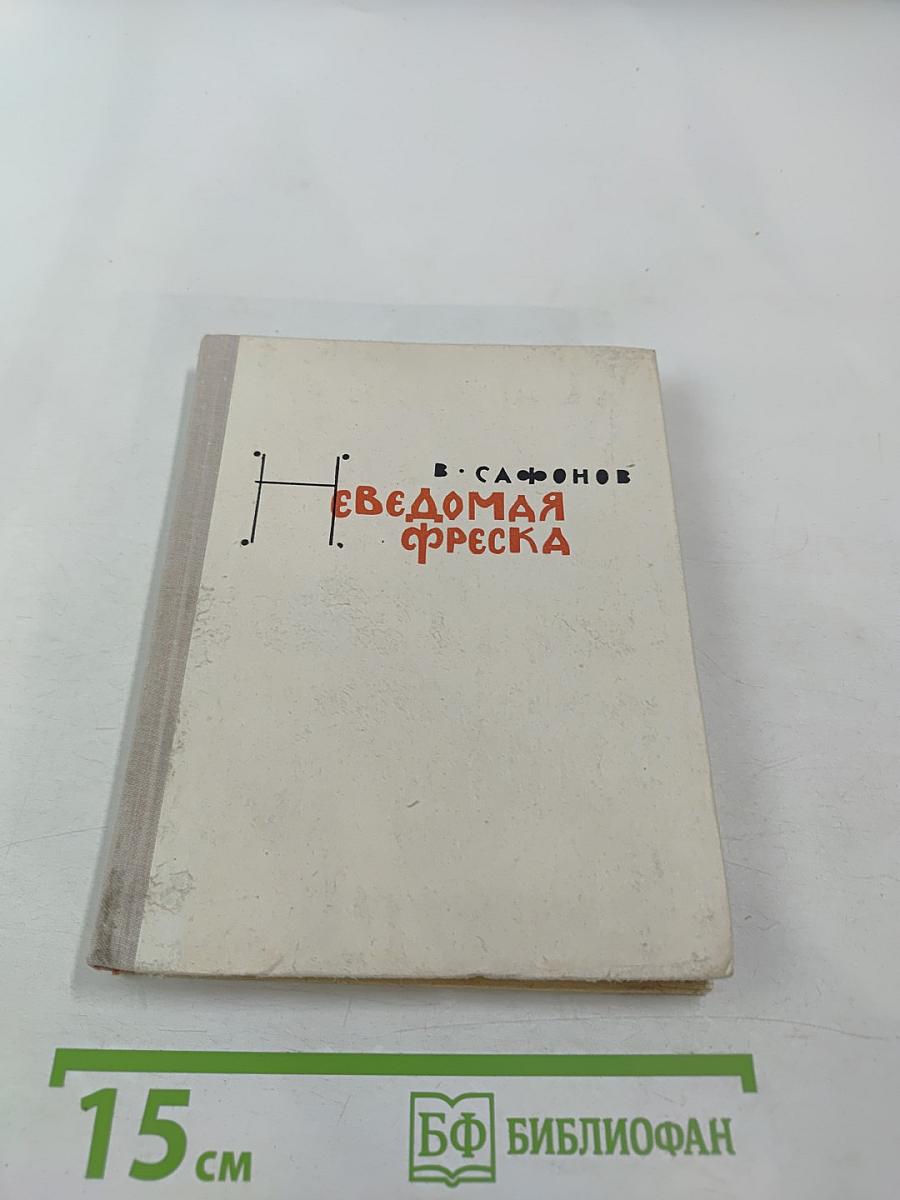 В·САФОНОВ
НЕВЕДОМАЯ
ФРЕСКА
15 см
БФ БИБЛИОФАН